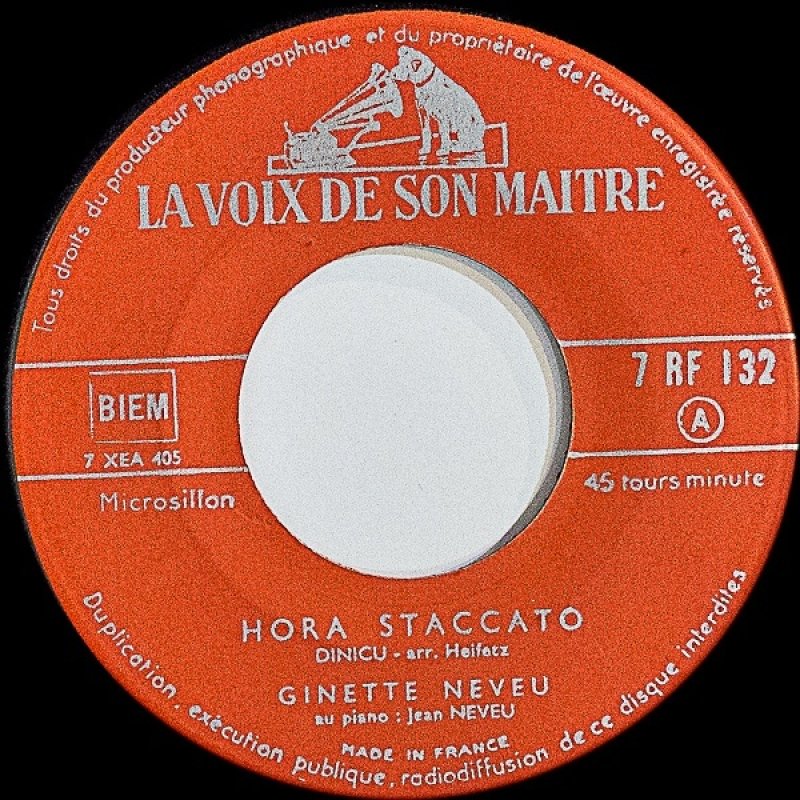 Tous droits du producteur phonographique et du propriétaire de l'œuvre enregistrée réservés
LA VOIX DE SON MAITRE
BIEM
7 XEA 405
7 RF 132
A
Microsillon
45 tours minute
HORA STACCATO
DINICU - arr. Heifetz
GINETTE NEVEU
au piano : Jean NEVEU
MADE IN FRANCE
Duplication, exécution publique, radiodiffusion de ce disque interdites